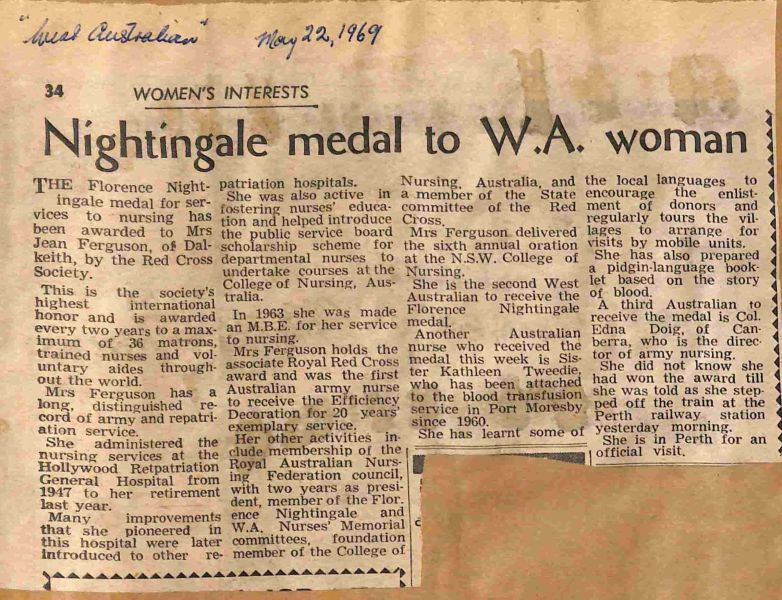 "West Australian" May 22, 1969
34 WOMEN'S INTERESTS
Nightingale medal to W.A. woman
THE Florence Night-
ingale medal for ser-
vices to nursing has
been awarded to Mrs
Jean Ferguson, of Dal-
keith, by the Red Cross
Society.
This is the society's
highest international
honor and is awarded
every two years to a max-
imum of 36 matrons,
trained nurses and vol-
untary aides through-
out the world.
Mrs Ferguson has a
long, distinguished re-
cord of army and repatri-
ation service.
She administered the
nursing services at the
Hollywood Retpatriation
General Hospital from
1947 to her retirement
last year.
Many improvements
that she pioneered in
this hospital were later
introduced to other re-
patriation hospitals.
She was also active in
fostering nurses' educa-
tion and helped introduce
the public service board
scholarship scheme for
departmental nurses to
undertake courses at the
College of Nursing, Aus-
tralia.
In 1963 she was made
an M.B.E. for her service
to nursing.
Mrs Ferguson holds the
associate Royal Red Cross
award and was the first
Australian army nurse
to receive the Efficiency
Decoration for 20 years'
exemplary service.
Her other activities in-
clude membership of the
Royal Australian Nurs-
ing Federation council,
with two years as presi-
dent, member of the Flor-
ence Nightingale and
W.A. Nurses' Memorial
committees, foundation
member of the College of
Nursing, Australia, and
a member of the State
committee of the Red
Cross.
Mrs Ferguson delivered
the sixth annual oration
at the N.S.W. College of
Nursing.
She is the second West
Australian to receive the
Florence Nightingale
medal.
Another Australian
nurse who received the
medal this week is Sis-
ter Kathleen Tweedie,
who has been attached
to the blood transfusion
service in Port Moresby
since 1960.
She has learnt some of
the local languages to
encourage the enlist-
ment of donors and
regularly tours the vil-
lages to arrange for
visits by mobile units.
She has also prepared
a pidgin-language book-
let based on the story
of blood.
A third Australian to
receive the medal is Col.
Edna Doig, of Can-
berra, who is the direc-
tor of army nursing.
She did not know she
had won the award till
she was told as she step-
ped off the train at the
Perth railway station
yesterday morning.
She is in Perth for an
official visit.